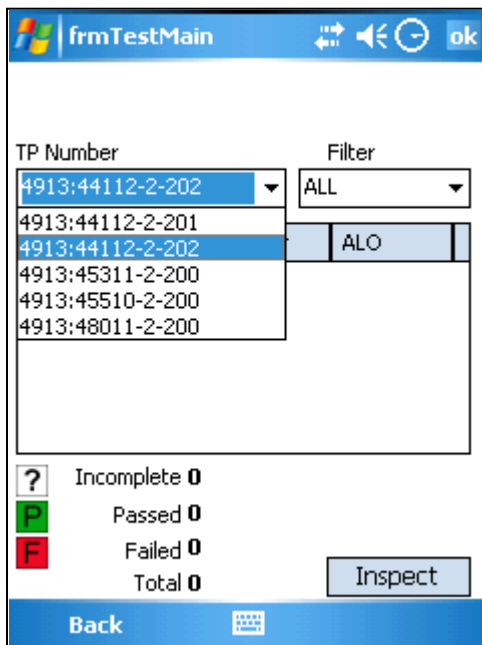 frmTestMain ok
TP Number Filter
4913:44112-2-202 ALL
4913:44112-2-201
4913:44112-2-202 ALO
4913:45311-2-200
4913:45510-2-200
4913:48011-2-200
? Incomplete 0
P Passed 0
F Failed 0
Total 0
Inspect
Back